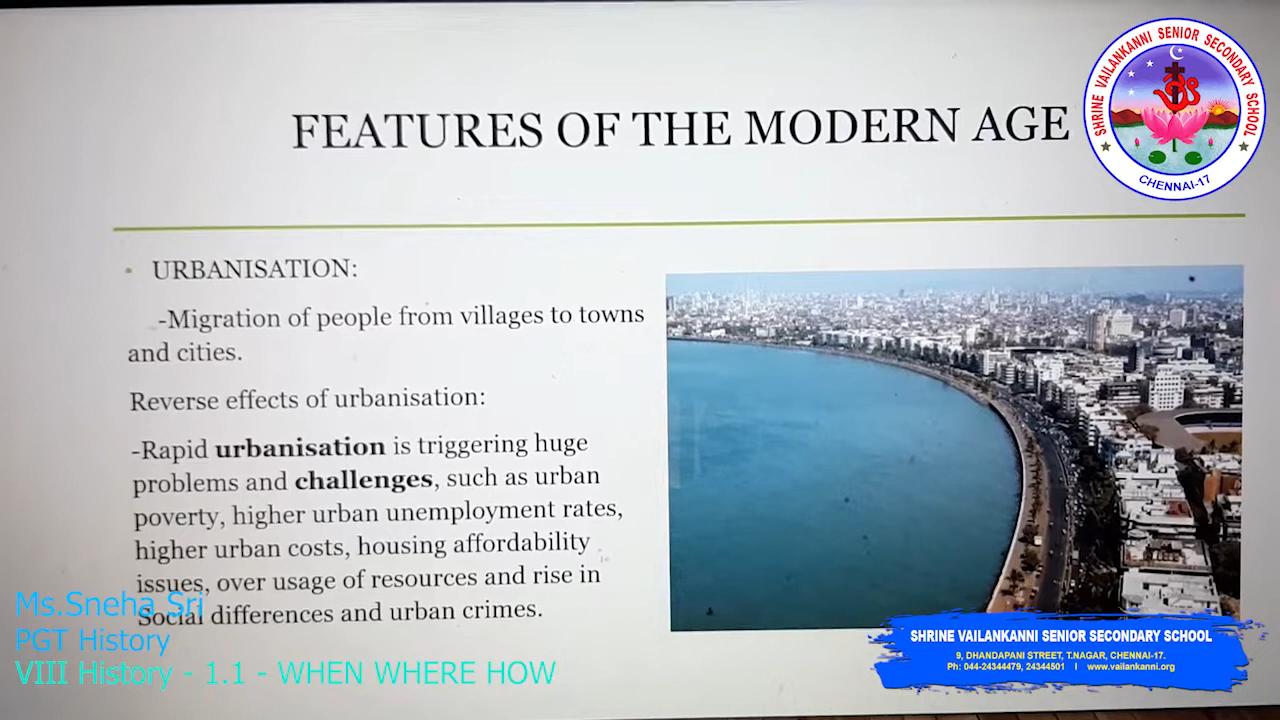 FEATURES OF THE MODERN AGE
SHRINE VAILANKANNI SENIOR SECONDARY SCHOOL
CHENNAI-17
• URBANISATION:
-Migration of people from villages to towns
and cities.
Reverse effects of urbanisation:
-Rapid urbanisation is triggering huge
problems and challenges, such as urban
poverty, higher urban unemployment rates,
higher urban costs, housing affordability
issues, over usage of resources and rise in
Social differences and urban crimes.
Ms.Sneha Sri
PGT History
VIII History - 1.1 - WHEN WHERE HOW
SHRINE VAILANKANNI SENIOR SECONDARY SCHOOL
9, DHANDAPANI STREET, T.NAGAR, CHENNAI-17.
Ph: 044-24344479, 24344501 I www.vailankanni.org